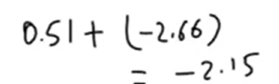 0.51 + (-2.66)
= -2.15